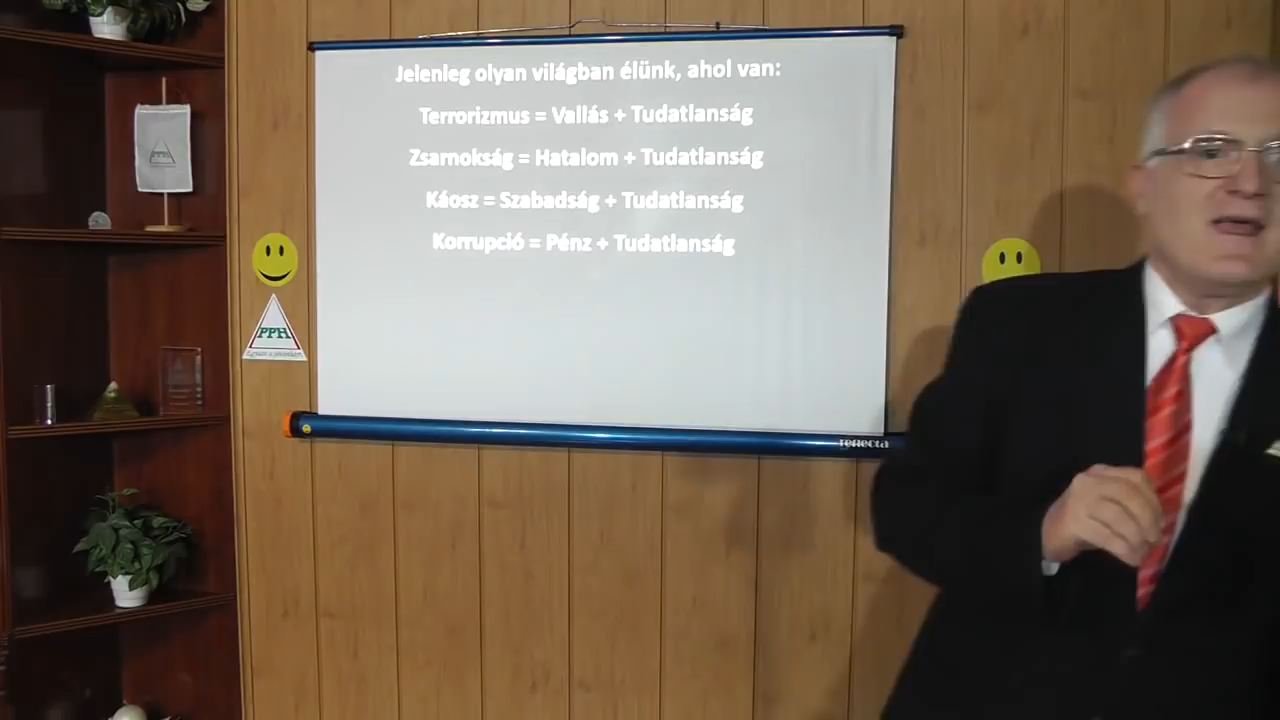 Jelenleg olyan világban élünk, ahol van:
Terrorizmus = Vallás + Tudatlanság
Zsarnokság = Hatalom + Tudatlanság
Káosz = Szabadság + Tudatlanság
Korrupció = Pénz + Tudatlanság
PPH
reflecta